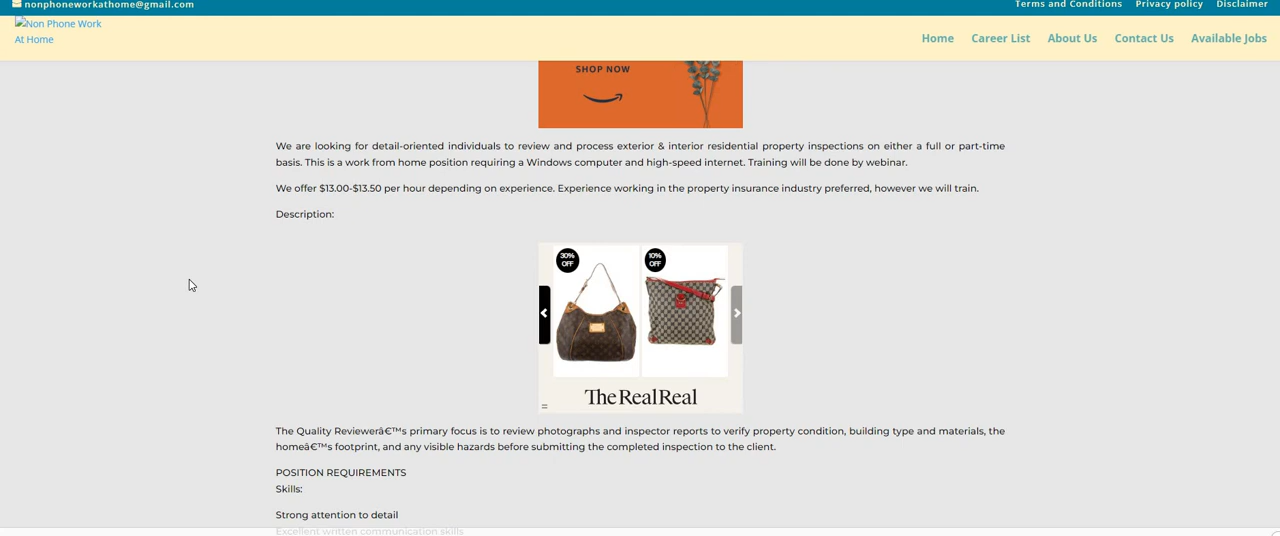 nonphoneworkathome@gmail.com
Terms and Conditions Privacy policy Disclaimer
Non Phone Work
At Home
Home Career List About Us Contact Us Available Jobs
SHOP NOW
We are looking for detail-oriented individuals to review and process exterior & interior residential property inspections on either a full or part-time
basis. This is a work from home position requiring a Windows computer and high-speed internet. Training will be done by webinar.
We offer $13.00-$13.50 per hour depending on experience. Experience working in the property insurance industry preferred, however we will train.
Description:
30%
OFF
10%
OFF
The RealReal
The Quality Reviewerâ€™s primary focus is to review photographs and inspector reports to verify property condition, building type and materials, the
homeâ€™s footprint, and any visible hazards before submitting the completed inspection to the client.
POSITION REQUIREMENTS
Skills:
Strong attention to detail
Excellent written communication skills